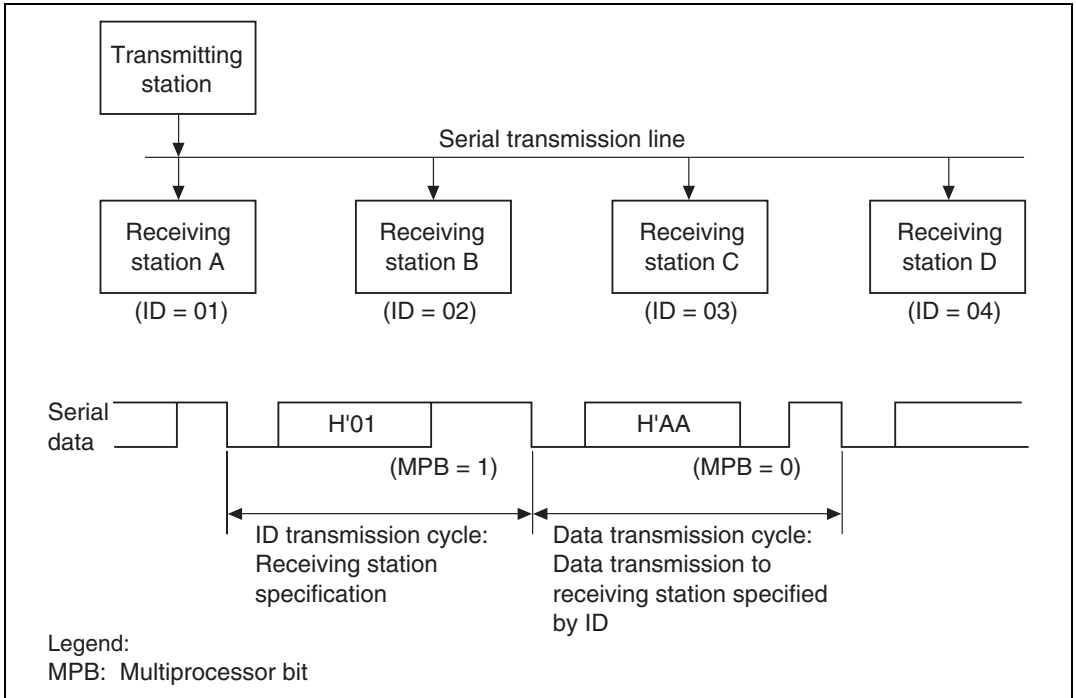 Transmitting
station
Serial transmission line
Receiving
station A
Receiving
station B
Receiving
station C
Receiving
station D
(ID = 01)
(ID = 02)
(ID = 03)
(ID = 04)
Serial
data
H'01
H'AA
(MPB = 1)
(MPB = 0)
ID transmission cycle:
Receiving station
specification
Data transmission cycle:
Data transmission to
receiving station specified
by ID
Legend:
MPB: Multiprocessor bit